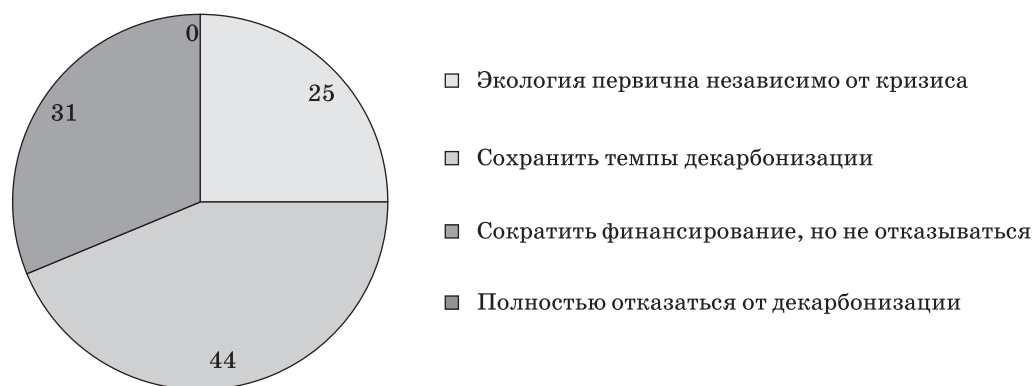 0
25
31
44
Экология первична независимо от кризиса
Сохранить темпы декарбонизации
Сократить финансирование, но не отказываться
Полностью отказаться от декарбонизации